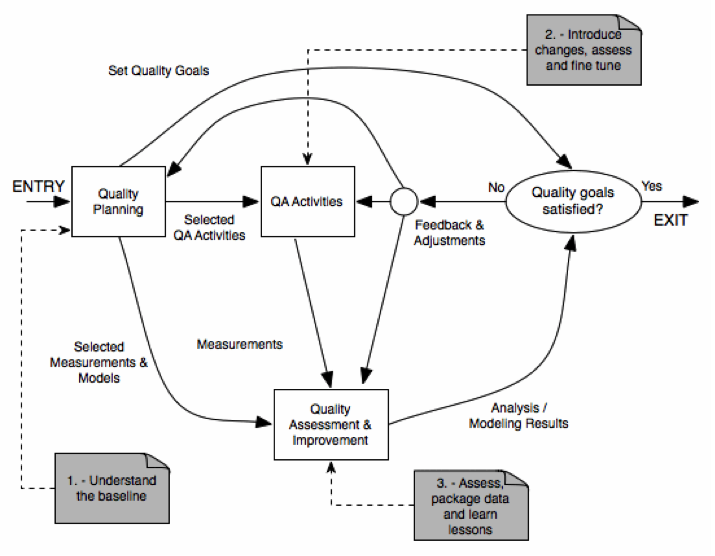 2. - Introduce
changes, assess
and fine tune
Set Quality Goals
ENTRY
Quality
Planning
Selected
QA Activities
QA Activities
No
Feedback &
Adjustments
Quality goals
satisfied?
Yes
EXIT
Selected
Measurements &
Models
Measurements
Quality
Assessment &
Improvement
Analysis /
Modeling Results
1. - Understand
the baseline
3. - Assess,
package data
and learn
lessons